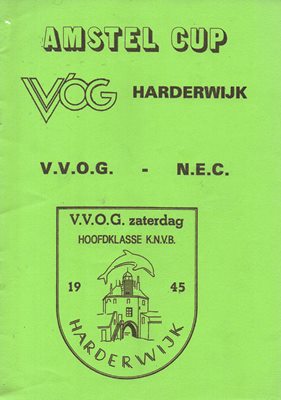 AMSTEL CUP
VVOG HARDERWIJK
V.V.O.G. - N.E.C.
V.V.O.G. zaterdag
HOOFDKLASSE K.N.V.B.
19 45
HARDERWIJK